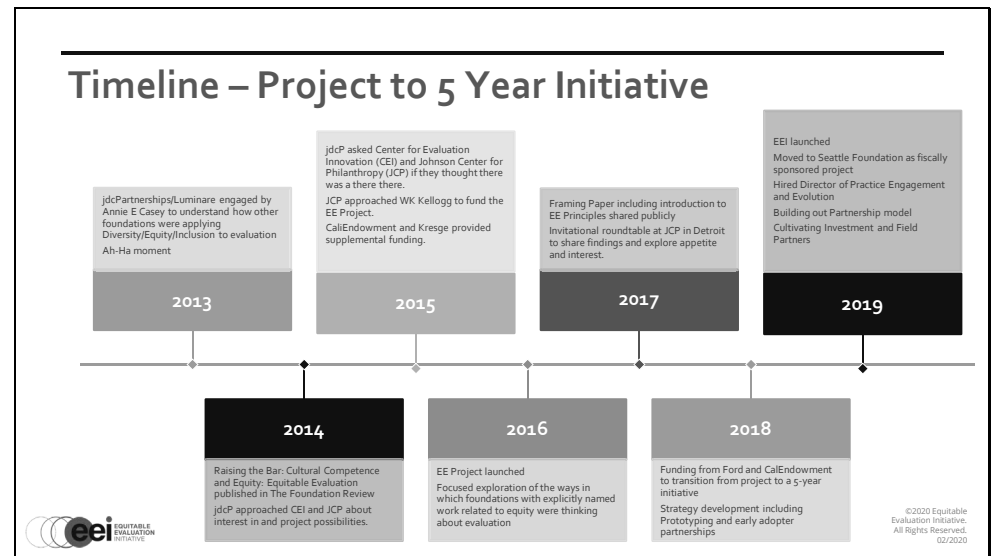 Timeline – Project to 5 Year Initiative
jdcPartnerships/Luminare engaged by
Annie E Casey to understand how other
foundations were applying
Diversity/Equity/Inclusion to evaluation
Ah-Ha moment
2013
Raising the Bar: Cultural Competence
and Equity: Equitable Evaluation
published in The Foundation Review
jdcP approached CEI and JCP about
interest in and project possibilities.
2014
jdcP asked Center for Evaluation
Innovation (CEI) and Johnson Center for
Philanthropy (JCP) if they thought there
was a there there.
JCP approached WK Kellogg to fund the
EE Project.
CaliEndowment and Kresge provided
supplemental funding.
2015
2016
EE Project launched
Focused exploration of the ways in
which foundations with explicitly named
work related to equity were thinking
about evaluation
Framing Paper including introduction to
EE Principles shared publicly
Invitational roundtable at JCP in Detroit
to share findings and explore appetite
and interest.
2017
2018
Funding from Ford and CalEndowment
to transition from project to a 5-year
initiative
Strategy development including
Prototyping and early adopter
partnerships
EEI launched
Moved to Seattle Foundation as fiscally
sponsored project
Hired Director of Practice Engagement
and Evolution
Building out Partnership model
Cultivating Investment and Field
Partners
2019
eei EQUITABLE
EVALUATION
INITIATIVE
©2020 Equitable
Evaluation Initiative.
All Rights Reserved.
02/2020